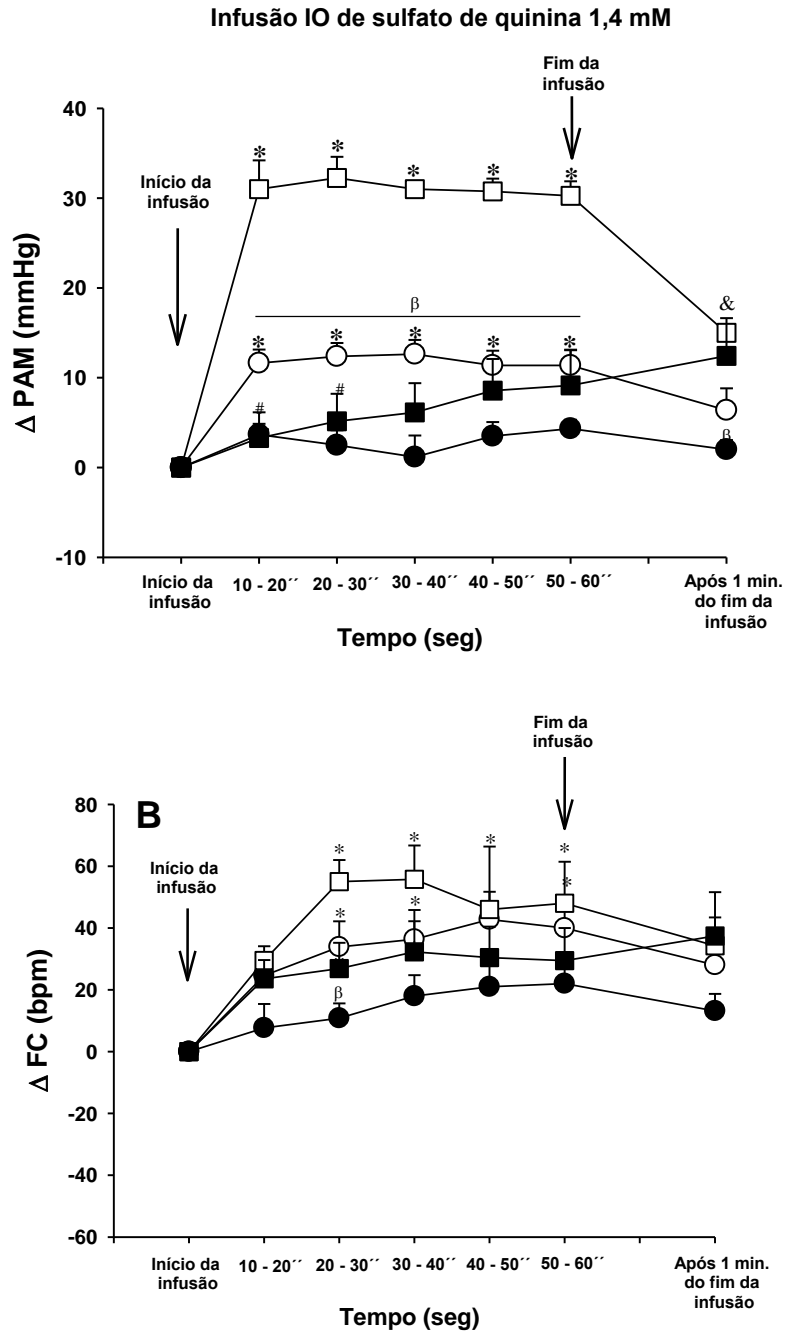 Infusão IO de sulfato de quinina 1,4 mM
Fim da
infusão
Início da
infusão
Δ PAM (mmHg)
40
30
20
10
0
-10
* * * * *
&
β
* * * * *
# #
β
Início da
infusão
10 - 20´´
20 - 30´´
30 - 40´´
40 - 50´´
50 - 60´´
Após 1 min.
do fim da
infusão
Tempo (seg)
Fim da
infusão
B
Início da
infusão
Δ FC (bpm)
80
60
40
20
0
-20
-40
-60
* * * *
* * *
β
Início da
infusão
10 - 20´´
20 - 30´´
30 - 40´´
40 - 50´´
50 - 60´´
Após 1 min.
do fim da
infusão
Tempo (seg)